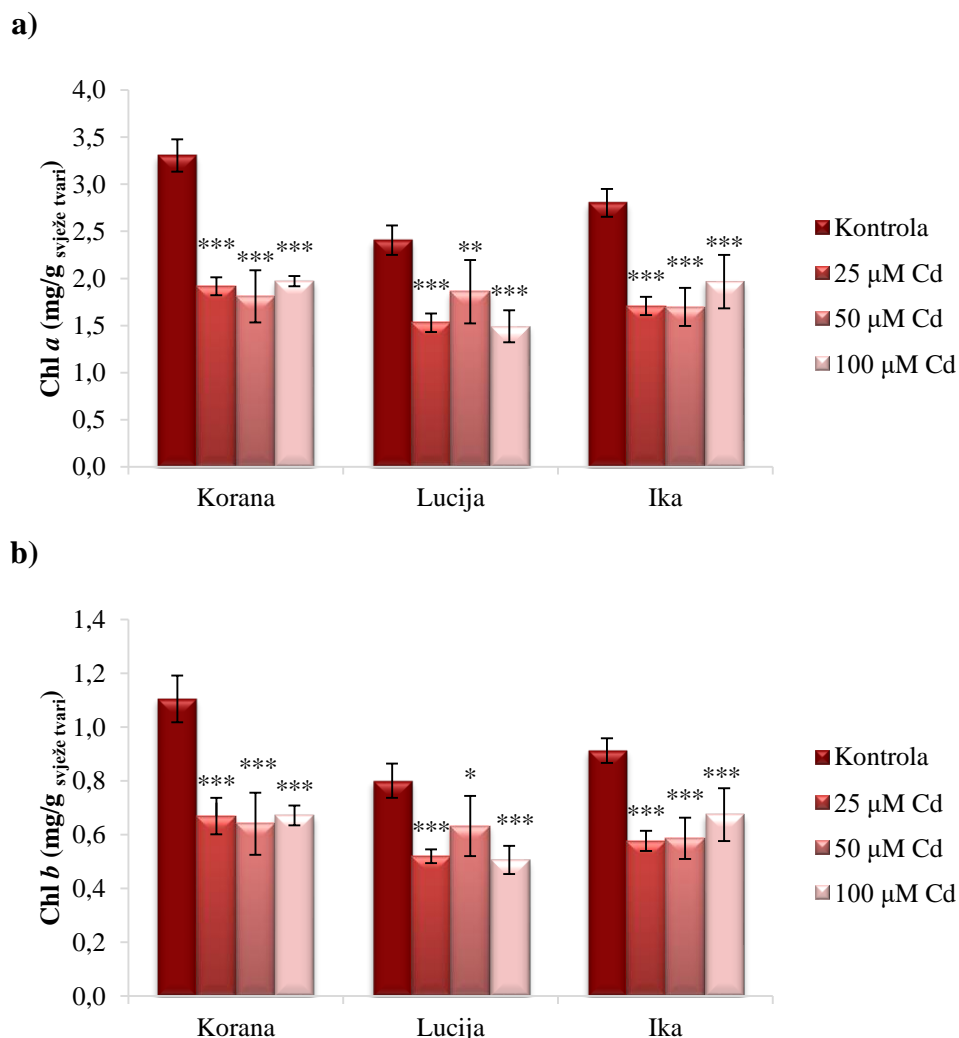 a)
Chl a (mg/g svježe tvari)
4,0
3,5
3,0
2,5
2,0
1,5
1,0
0,5
0,0
***
***
***
***
**
***
***
***
***
Korana
Lucija
Ika
Kontrola
25 µM Cd
50 µM Cd
100 µM Cd
b)
Chl b (mg/g svježe tvari)
1,4
1,2
1,0
0,8
0,6
0,4
0,2
0,0
***
***
***
***
*
***
***
***
***
Korana
Lucija
Ika
Kontrola
25 µM Cd
50 µM Cd
100 µM Cd